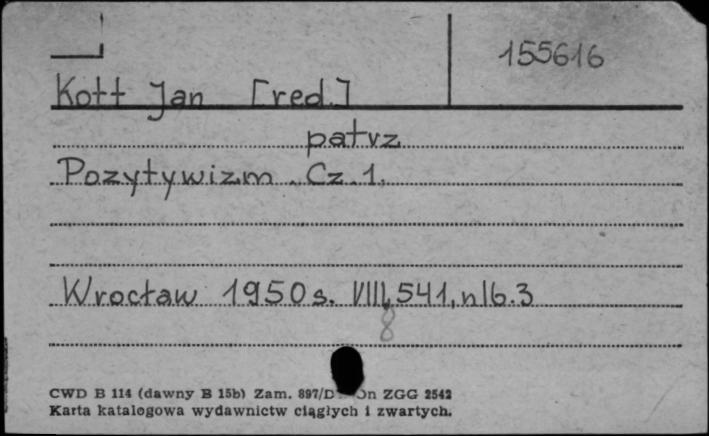 155616
Kott Jan [red.]
patrz
Pozytywizm. Cz.1.
Wrocław 1950 s. VIII, 541, nlb. 3
8
CWD B 114 (dawny B 15b) Zam. 897/D On ZGG 2542
Karta katalogowa wydawnictw ciągłych i zwartych.